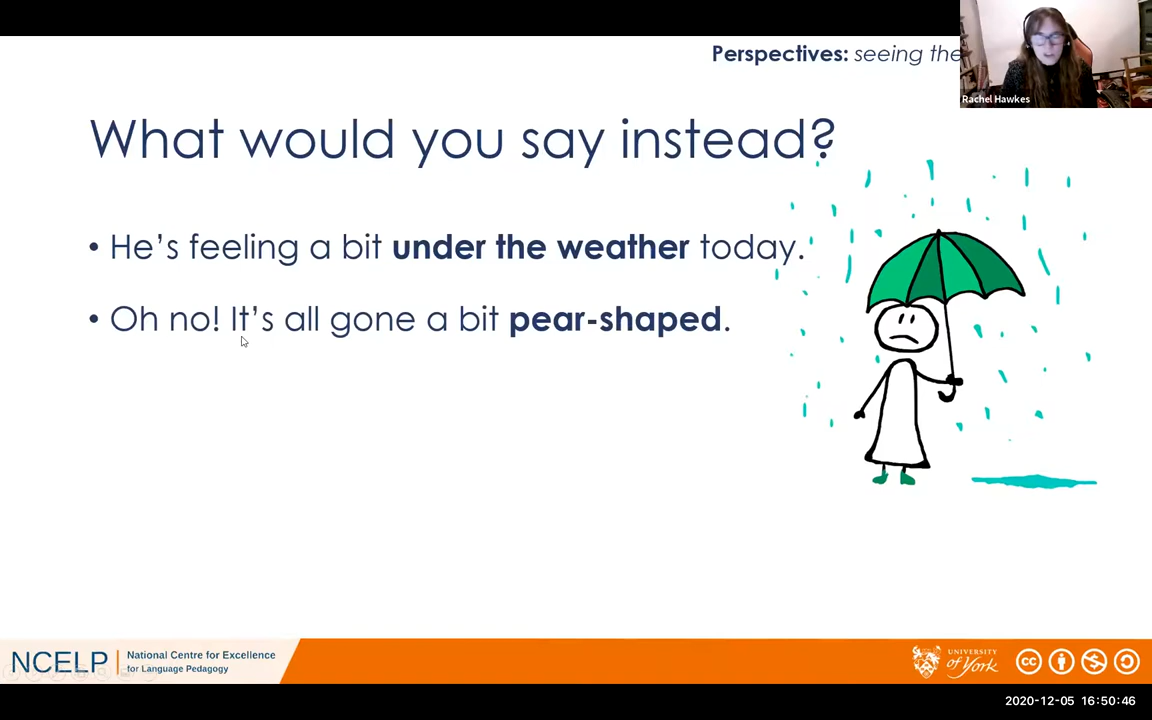 Perspectives: seeing the
Rachel Hawkes
What would you say instead?
• He's feeling a bit under the weather today.
• Oh no! It's all gone a bit pear-shaped.
NCELP
National Centre for Excellence
for Language Pedagogy
UNIVERSITY
of York
cc
2020-12-05 16:50:46